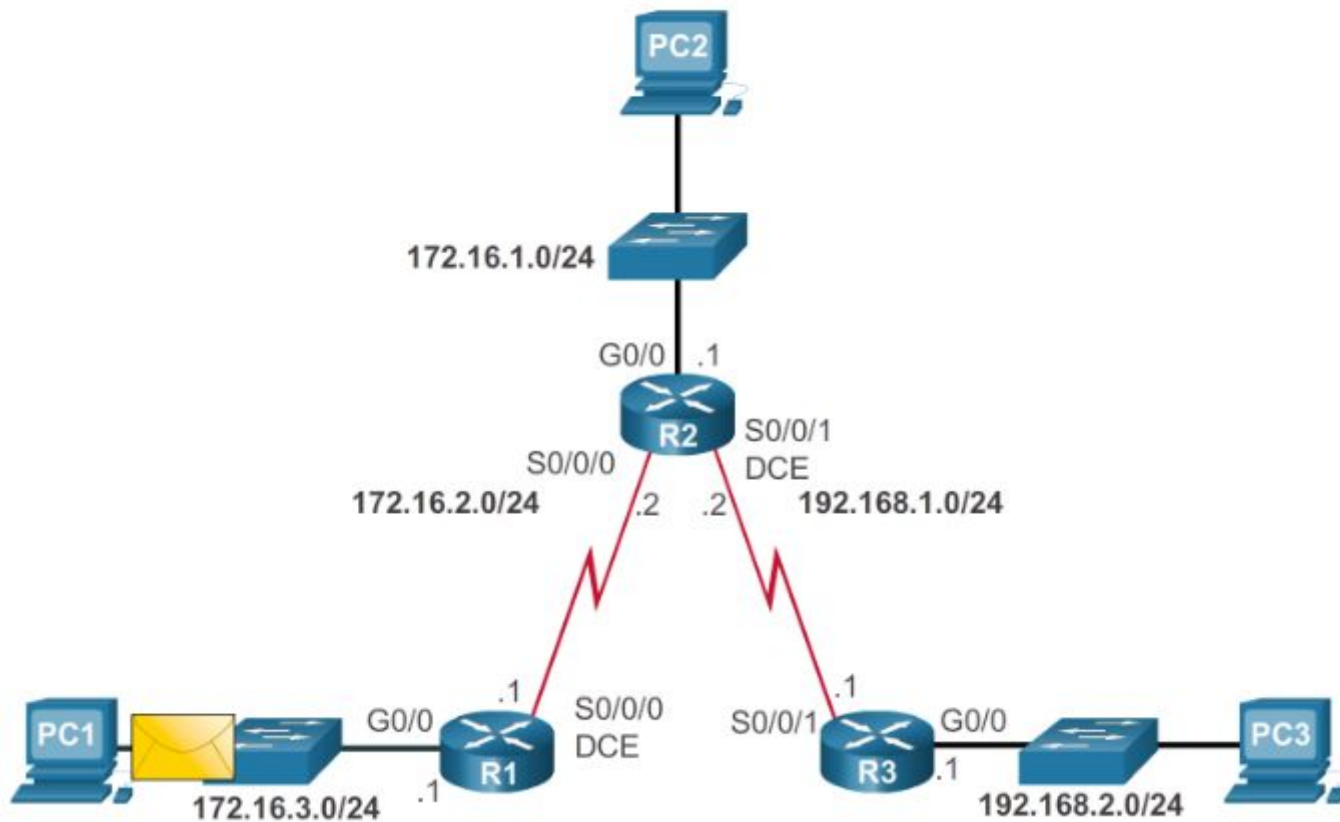 PC2
172.16.1.0/24
G0/0 .1
R2
S0/0/1
DCE
S0/0/0
172.16.2.0/24
.2 .2
192.168.1.0/24
.1
S0/0/0
DCE
G0/0
PC1
R1
.1
172.16.3.0/24
.1
S0/0/1
G0/0
R3
.1
PC3
192.168.2.0/24